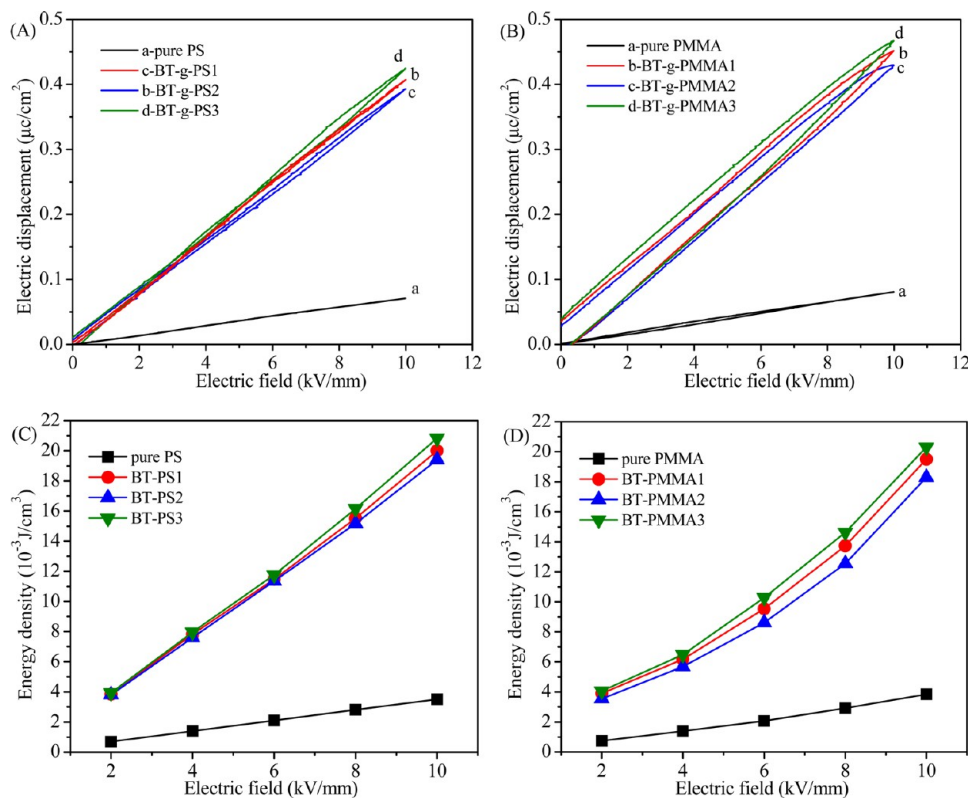 (A)
a-pure PS
c-BT-g-PS1
b-BT-g-PS2
d-BT-g-PS3
d
b
c
a
0.5
0.4
0.3
0.2
0.1
0.0
0 2 4 6 8 10 12
Electric displacement (μc/cm²)
Electric field (kV/mm)
(B)
a-pure PMMA
b-BT-g-PMMA1
c-BT-g-PMMA2
d-BT-g-PMMA3
d
b
c
a
0.5
0.4
0.3
0.2
0.1
0.0
0 2 4 6 8 10 12
Electric displacement (μc/cm²)
Electric field (kV/mm)
(C)
pure PS
BT-PS1
BT-PS2
BT-PS3
22
20
18
16
14
12
10
8
6
4
2
0
2 4 6 8 10
Energy density (10⁻³J/cm³)
Electric field (kV/mm)
(D)
pure PMMA
BT-PMMA1
BT-PMMA2
BT-PMMA3
22
20
18
16
14
12
10
8
6
4
2
0
2 4 6 8 10
Energy density (10⁻³J/cm³)
Electric field (kV/mm)